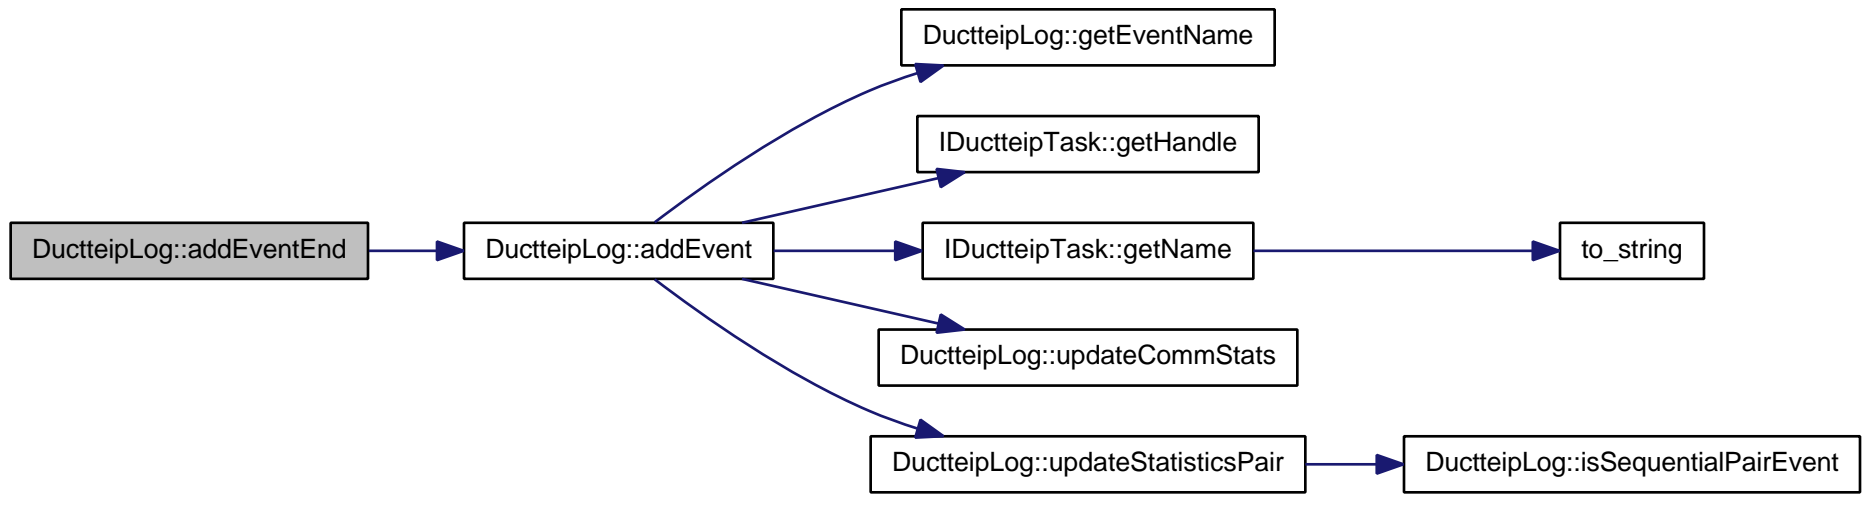 DuctteipLog::getEventName
IDuctteipTask::getHandle
DuctteipLog::addEventEnd
DuctteipLog::addEvent
IDuctteipTask::getName
to_string
DuctteipLog::updateCommStats
DuctteipLog::updateStatisticsPair
DuctteipLog::isSequentialPairEvent